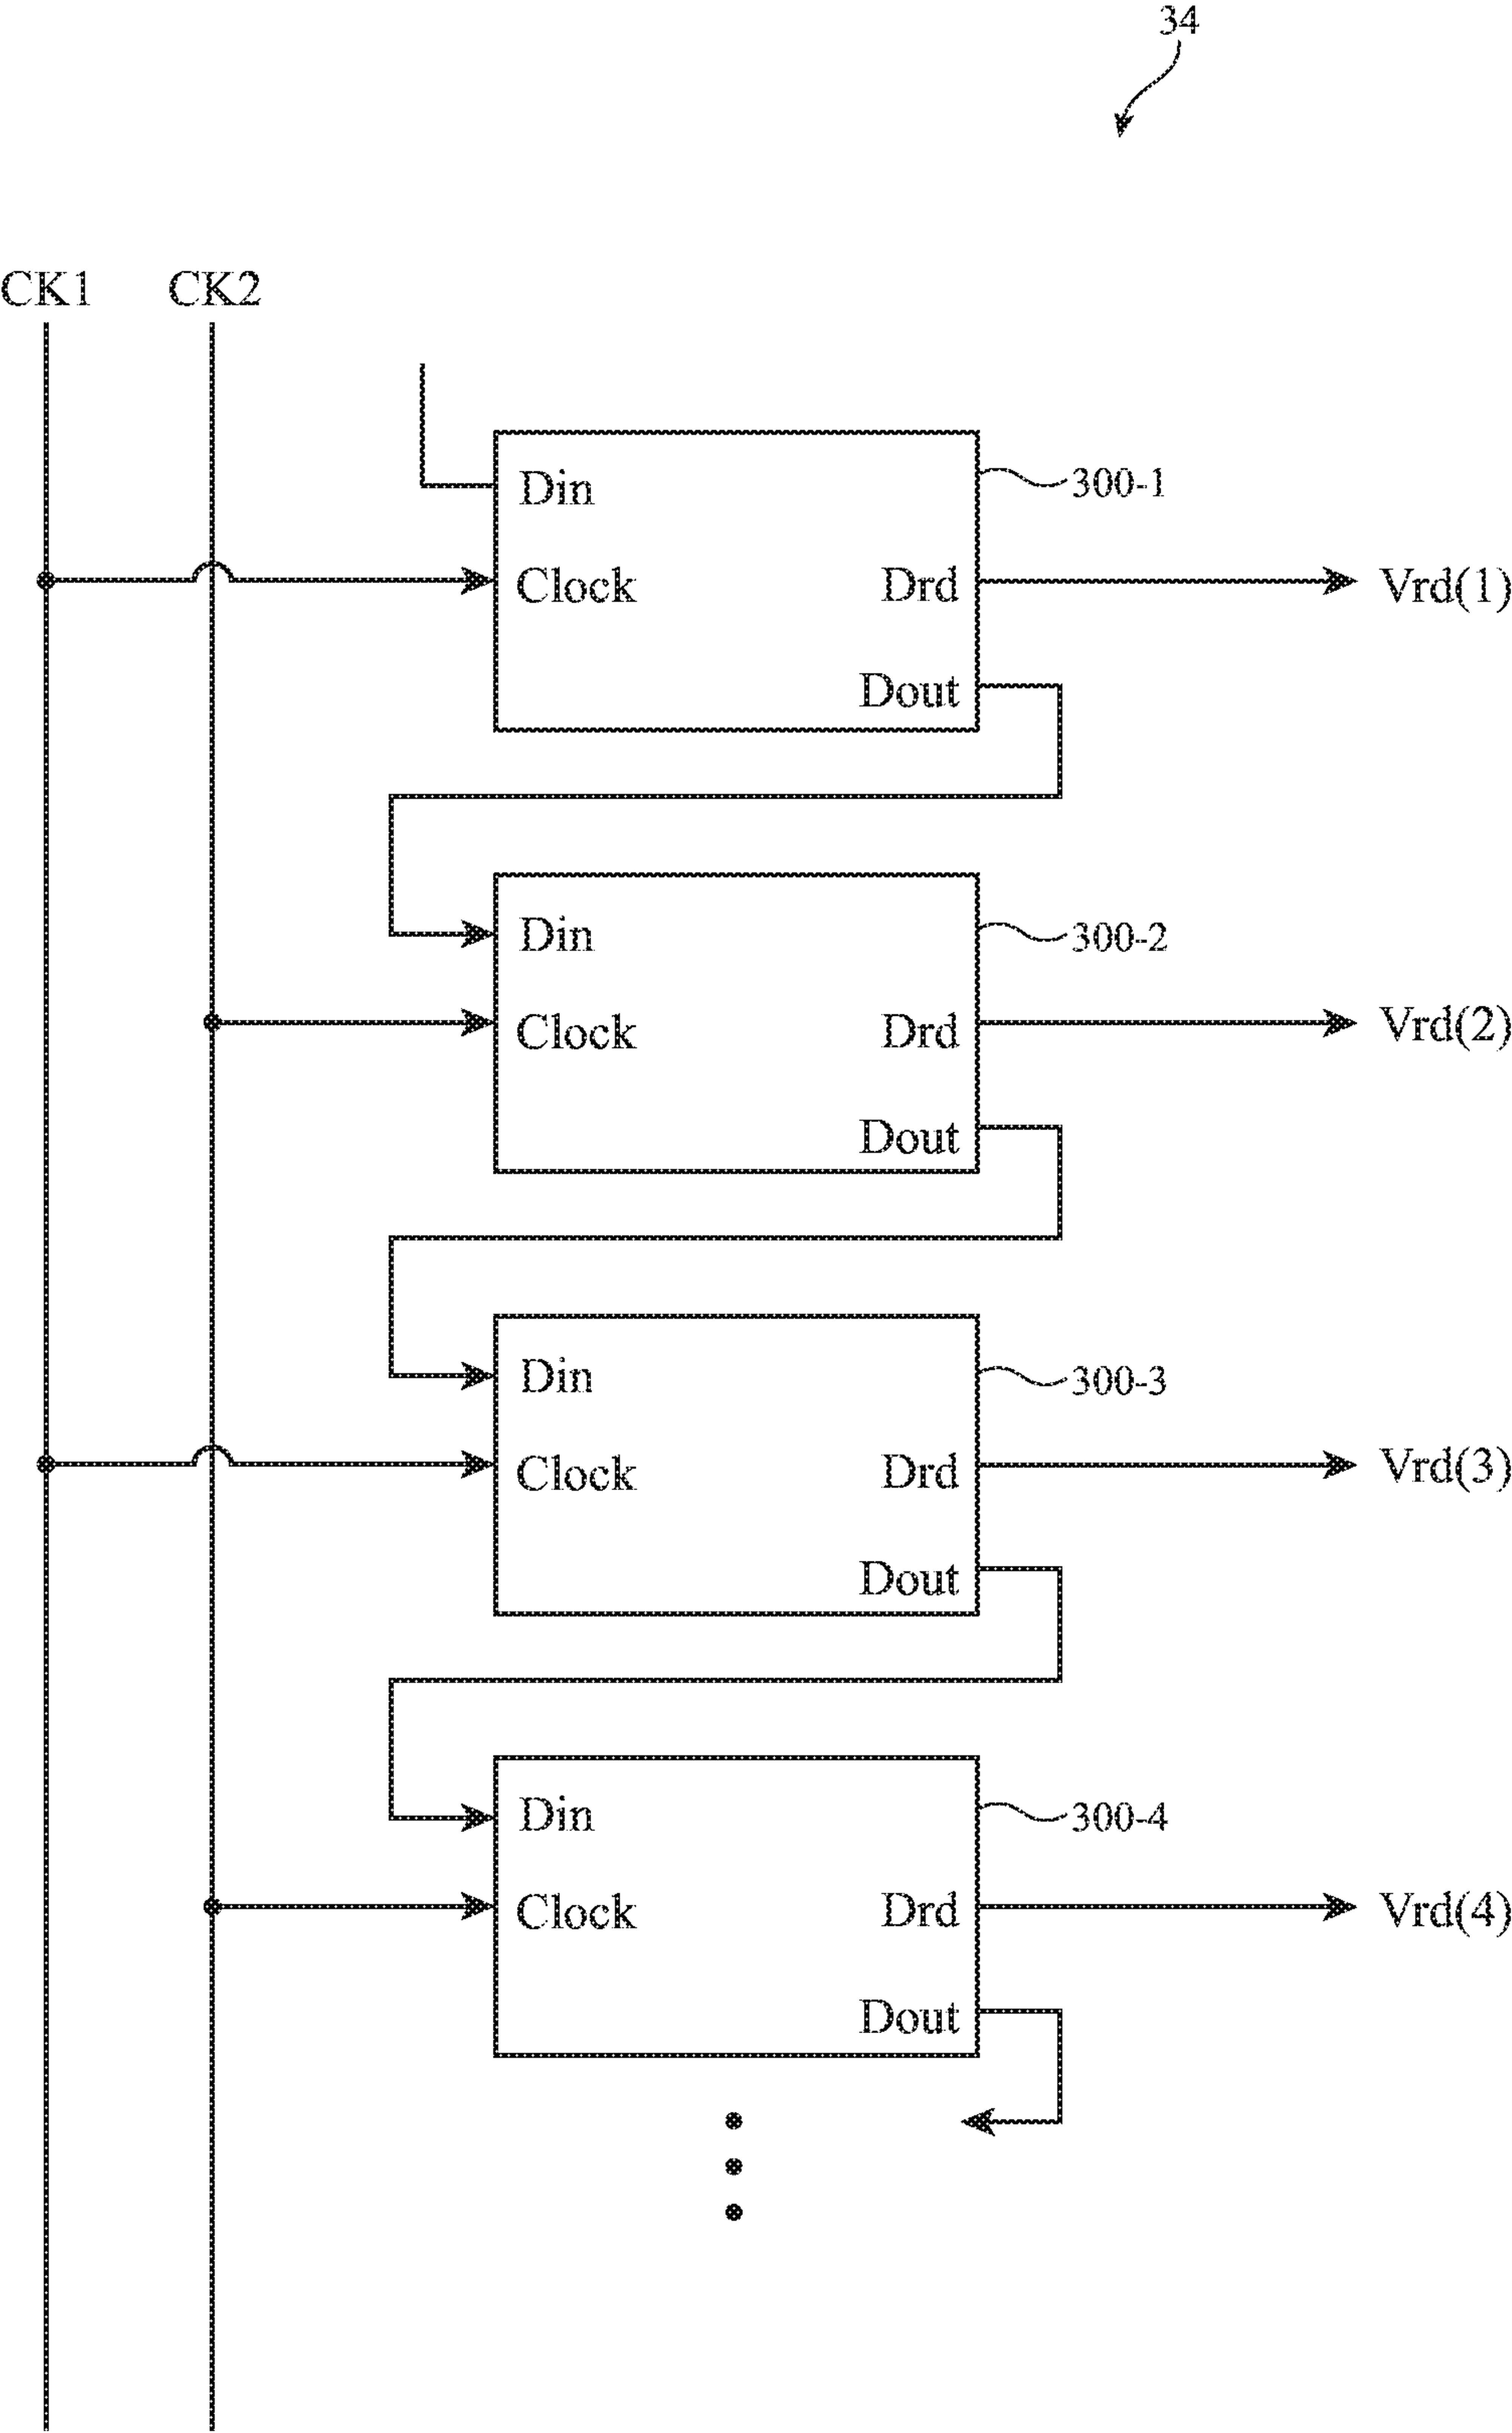 34
CK1 CK2
Din
300-1
Clock Drd Vrd(1)
Dout
Din
300-2
Clock Drd Vrd(2)
Dout
Din
300-3
Clock Drd Vrd(3)
Dout
Din
300-4
Clock Drd Vrd(4)
Dout